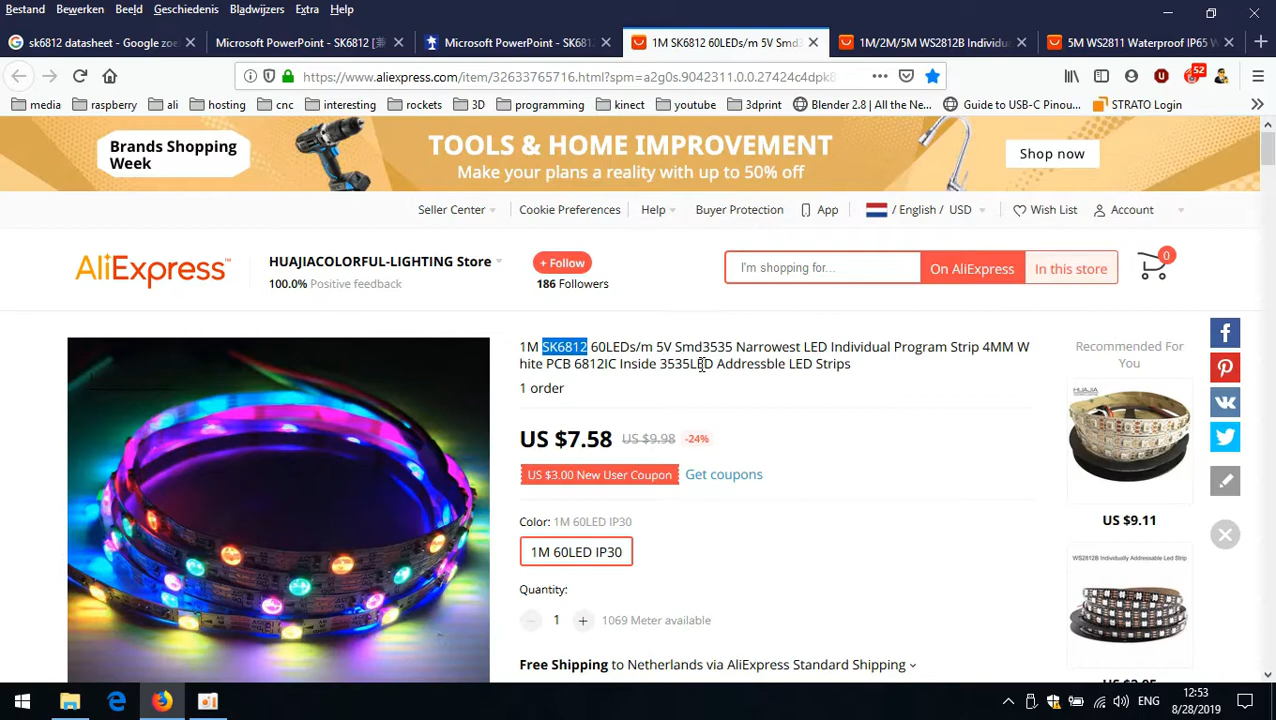 Bestand Bewerken Beeld Geschiedenis Bladwijzers Extra Help
sk6812 datasheet - Google zoe
Microsoft PowerPoint - SK6812 [
Microsoft PowerPoint - SK681
1M SK6812 60LEDs/m 5V Smd3
1M/2M/5M WS2812B Individua
5M WS2811 Waterproof IP65 W
https://www.aliexpress.com/item/32633765716.html?spm=a2g0s.9042311.0.0.27424c4dpk8
52
media raspberry ali hosting cnc interesting rockets 3D programming kinect youtube 3dprint Blender 2.8 | All the Ne... Guide to USB-C Pinou... STRATO Login
Brands Shopping
Week
TOOLS & HOME IMPROVEMENT
Make your plans a reality with up to 50% off
Shop now
Seller Center Cookie Preferences Help Buyer Protection App / English / USD Wish List Account
AliExpress™
HUAJIACOLORFUL-LIGHTING Store
100.0% Positive feedback
+ Follow
186 Followers
I'm shopping for...
On AliExpress
In this store
0
1M SK6812 60LEDs/m 5V Smd3535 Narrowest LED Individual Program Strip 4MM W
hite PCB 6812IC Inside 3535LED Addressble LED Strips
1 order
US $7.58 US $9.98 -24%
US $3.00 New User Coupon Get coupons
Color: 1M 60LED IP30
1M 60LED IP30
Quantity:
− 1 + 1069 Meter available
Free Shipping to Netherlands via AliExpress Standard Shipping
Recommended For
You
HUAJIA
US $9.11
WS2812B Individually Addressable Led Strip
ENG
12:53
8/28/2019